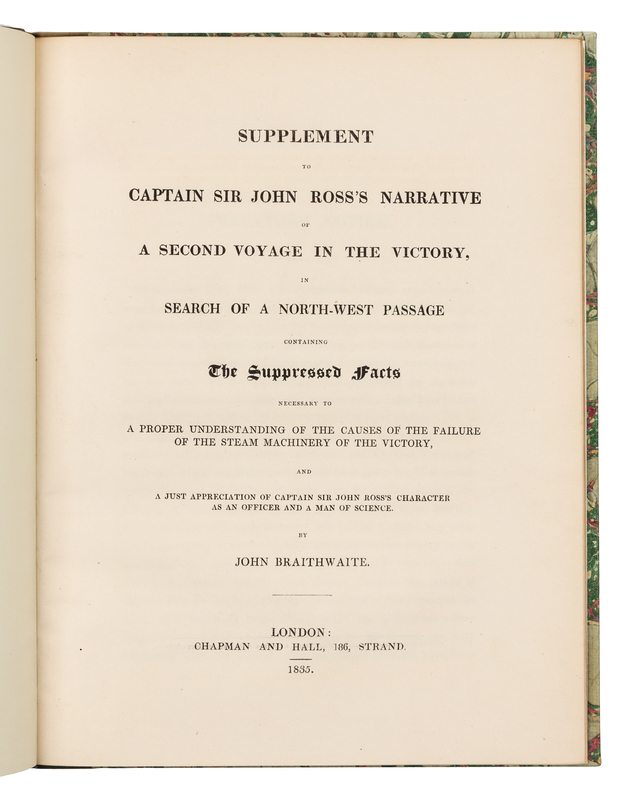 SUPPLEMENT
TO
CAPTAIN SIR JOHN ROSS'S NARRATIVE
OF
A SECOND VOYAGE IN THE VICTORY,
IN
SEARCH OF A NORTH-WEST PASSAGE
CONTAINING
The Suppressed Facts
NECESSARY TO
A PROPER UNDERSTANDING OF THE CAUSES OF THE FAILURE
OF THE STEAM MACHINERY OF THE VICTORY,
AND
A JUST APPRECIATION OF CAPTAIN SIR JOHN ROSS'S CHARACTER
AS AN OFFICER AND A MAN OF SCIENCE.
BY
JOHN BRAITHWAITE.
LONDON:
CHAPMAN AND HALL, 186, STRAND.
1835.